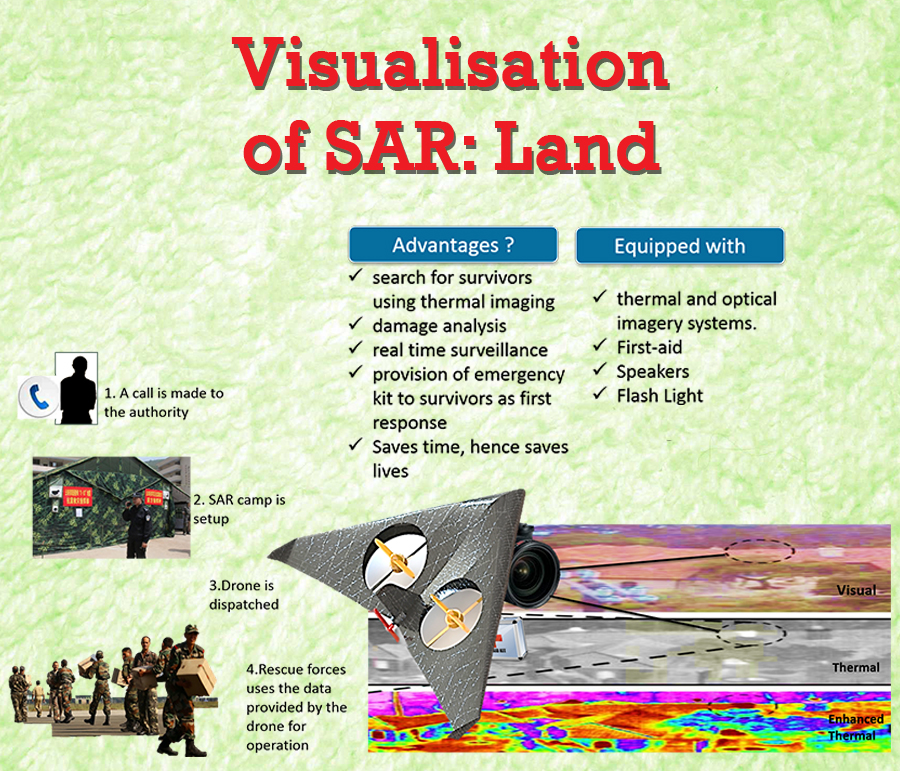 Visualisation
of SAR: Land
Advantages ?
search for survivors
using thermal imaging
damage analysis
real time surveillance
provision of emergency
kit to survivors as first
response
Saves time, hence saves
lives
Equipped with
thermal and optical
imagery systems.
First-aid
Speakers
Flash Light
1. A call is made to
the authority
2. SAR camp is
setup
3.Drone is
dispatched
4.Rescue forces
uses the data
provided by the
drone for
operation
Visual
Thermal
Enhanced
Thermal